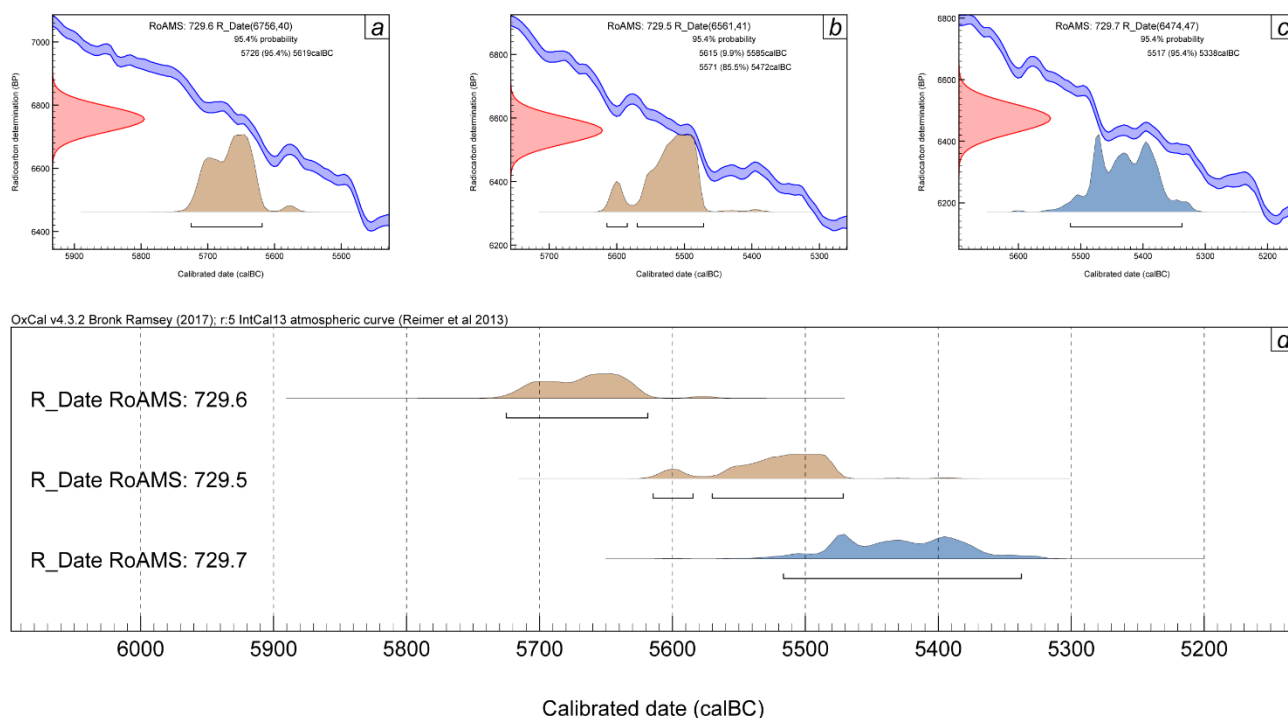 RoAMS: 729.6 R_Date(6756,40)
95.4% probability
5726 (95.4%) 5619calBC
a
Radiocarbon determination (BP)
7000
6800
6600
6400
5900 5800 5700 5600 5500
Calibrated date (calBC)
RoAMS: 729.5 R_Date(6561,41)
95.4% probability
5615 (9.9%) 5585calBC
5571 (85.5%) 5472calBC
b
Radiocarbon determination (BP)
6800
6600
6400
6200
5700 5600 5500 5400 5300
Calibrated date (calBC)
RoAMS: 729.7 R_Date(6474,47)
95.4% probability
5517 (95.4%) 5338calBC
c
Radiocarbon determination (BP)
6800
6600
6400
6200
5600 5500 5400 5300 5200
Calibrated date (calBC)
OxCal v4.3.2 Bronk Ramsey (2017); r:5 IntCal13 atmospheric curve (Reimer et al 2013)
d
R_Date RoAMS: 729.6
R_Date RoAMS: 729.5
R_Date RoAMS: 729.7
6000 5900 5800 5700 5600 5500 5400 5300 5200
Calibrated date (calBC)